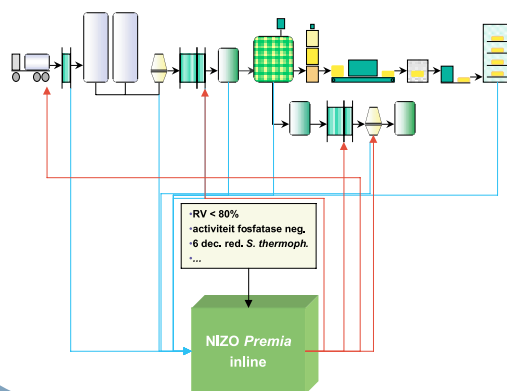 •RV < 80%
•activiteit fosfatase neg.
•6 dec. red. S. thermoph.
•...
NIZO Premia
inline